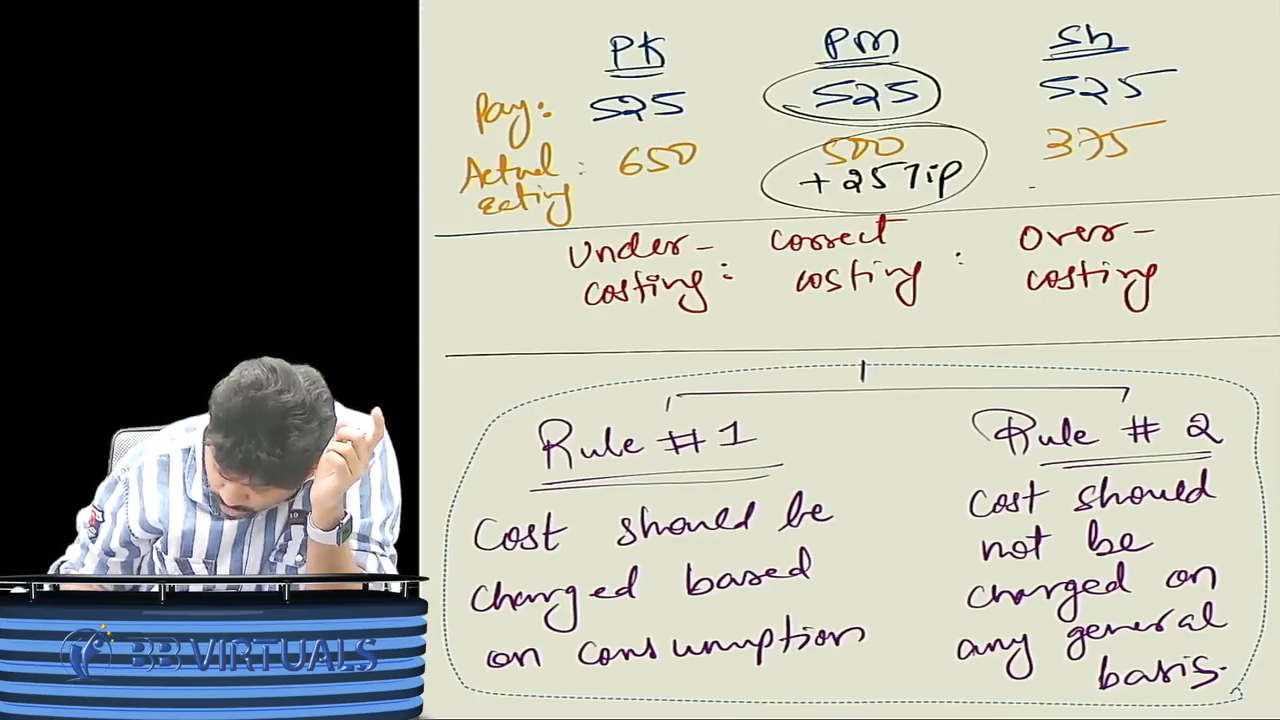 PK PM Sh
Pay: 525 525 525
Actual Eating: 650 500 375
+ 25 Tip
Under-costing: Correct costing: Over-costing
Rule # 1
Cost should be
charged based
on consumption
Rule # 2
Cost should
not be
charged on
any general
basis.
BB VIRTUALS